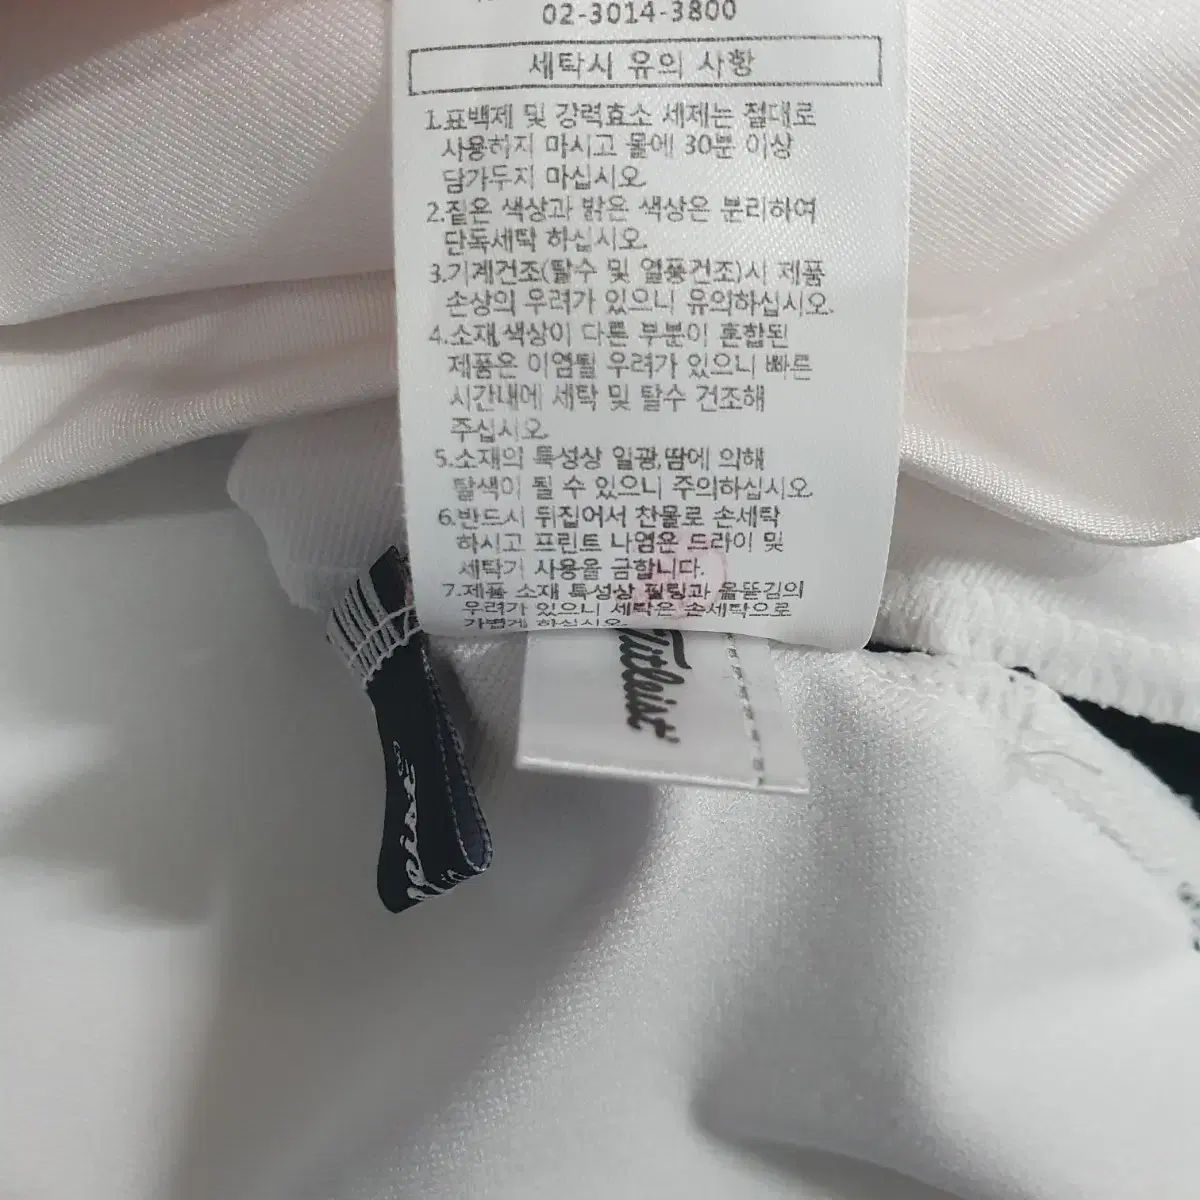 02-3014-3800
세탁시 유의 사항
1.표백제 및 강력효소 세제는 절대로
사용하지 마시고 물에 30분 이상
담가두지 마십시오.
2.짙은 색상과 밝은 색상은 분리하여
단독세탁 하십시오.
3.기계건조(탈수 및 열풍건조)시 제품
손상의 우려가 있으니 유의하십시오.
4.소재,색상이 다른 부분이 혼합된
제품은 이염될 우려가 있으니 빠른
시간내에 세탁 및 탈수 건조해
주십시오.
5.소재의 특성상 일광,땀에 의해
탈색이 될 수 있으니 주의하십시오.
6.반드시 뒤집어서 찬물로 손세탁
하시고 프린트 나염은 드라이 및
세탁기 사용을 금합니다.
7.제품 소재 특성상 필링과 올뜯김의
우려가 있으니 세탁은 손세탁으로
가볍게 하십시오.
Titleist